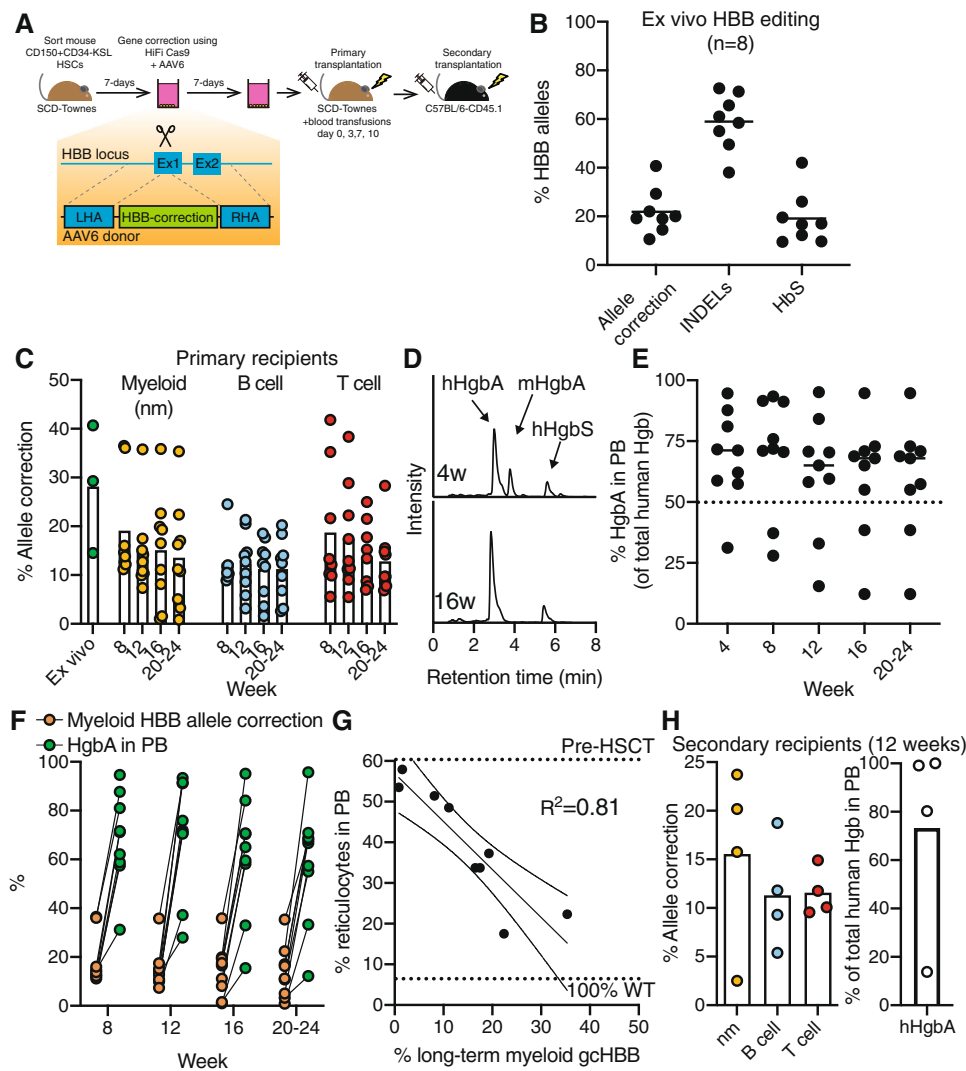 A
Sort mouse
CD150+CD34-KSL
HSCs
SCD-Townes
7-days
Gene correction using
HiFi Cas9
+ AAV6
7-days
Primary
transplantation
SCD-Townes
+blood transfusions
day 0, 3,7, 10
Secondary
transplantation
C57BL/6-CD45.1
HBB locus
Ex1
Ex2
LHA
HBB-correction
RHA
AAV6 donor
B
Ex vivo HBB editing
(n=8)
% HBB alleles
100
80
60
40
20
0
Allele
correction
INDELs
HbS
C
Primary recipients
Myeloid
(nm)
B cell
T cell
% Allele correction
50
40
30
20
10
0
Ex vivo
8
12
16
20-24
8
12
16
20-24
8
12
16
20-24
Week
D
hHgbA
mHgbA
hHgbS
4w
16w
Intensity
0 2 4 6 8
Retention time (min)
E
% HgbA in PB
(of total human Hgb)
100
75
50
25
0
4
8
12
16
20-24
Week
F
Myeloid HBB allele correction
HgbA in PB
%
100
80
60
40
20
0
8 12 16 20-24
Week
G
Pre-HSCT
R²=0.81
100% WT
% reticulocytes in PB
60
50
40
30
20
10
0
0 10 20 30 40 50
% long-term myeloid gcHBB
H
Secondary recipients (12 weeks)
% Allele correction
25
20
15
10
5
0
nm
B cell
T cell
% of total human Hgb in PB
100
80
60
40
20
0
hHgbA